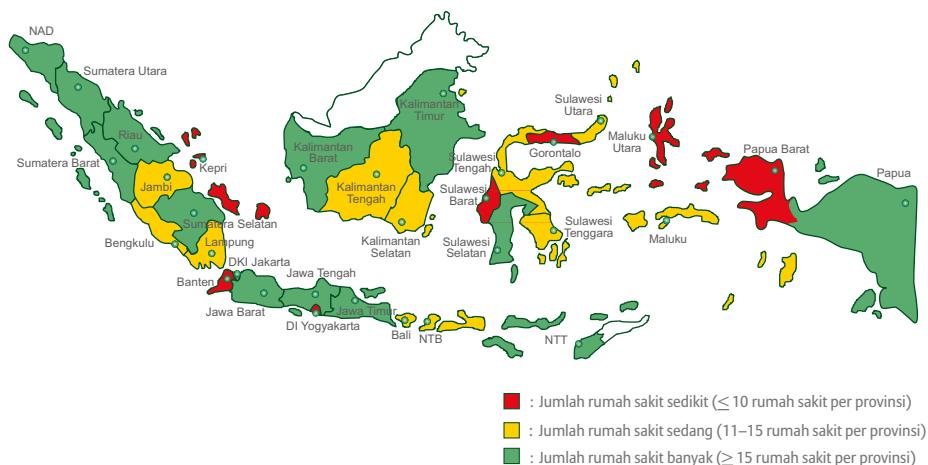 NAD
Sumatera Utara
Riau
Sumatera Barat
Kepri
Jambi
Sumatera Selatan
Bengkulu
Lampung
DKI Jakarta
Banten
Jawa Barat
Jawa Tengah
DI Yogyakarta
Jawa Timur
Bali
NTB
NTT
Kalimantan
Barat
Kalimantan
Timur
Kalimantan
Tengah
Kalimantan
Selatan
Sulawesi
Utara
Gorontalo
Sulawesi
Tengah
Sulawesi
Barat
Sulawesi
Selatan
Sulawesi
Tenggara
Maluku
Utara
Maluku
Papua Barat
Papua
: Jumlah rumah sakit sedikit (≤ 10 rumah sakit per provinsi)
: Jumlah rumah sakit sedang (11–15 rumah sakit per provinsi)
: Jumlah rumah sakit banyak (≥ 15 rumah sakit per provinsi)